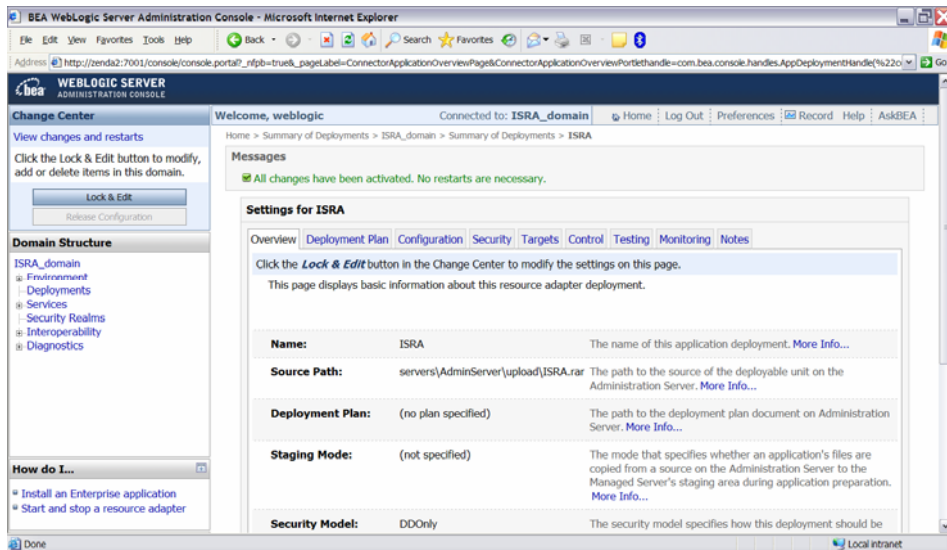 BEA WebLogic Server Administration Console - Microsoft Internet Explorer
File Edit View Favorites Tools Help
Back Search Favorites
Address http://zenda2:7001/console/console.portal?_nfpb=true&_pageLabel=ConnectorApplicationOverviewPage&ConnectorApplicationOverviewPortlethandle=com.bea.console.handles.AppDeploymentHandle(%22c Go
bea WEBLOGIC SERVER
ADMINISTRATION CONSOLE
Change Center
View changes and restarts
Click the Lock & Edit button to modify,
add or delete items in this domain.
Lock & Edit
Release Configuration
Domain Structure
ISRA_domain
Environment
Deployments
Services
Security Realms
Interoperability
Diagnostics
How do I...
Install an Enterprise application
Start and stop a resource adapter
Welcome, weblogic Connected to: ISRA_domain Home Log Out Preferences Record Help AskBEA
Home > Summary of Deployments > ISRA_domain > Summary of Deployments > ISRA
Messages
All changes have been activated. No restarts are necessary.
Settings for ISRA
Overview Deployment Plan Configuration Security Targets Control Testing Monitoring Notes
Click the Lock & Edit button in the Change Center to modify the settings on this page.
This page displays basic information about this resource adapter deployment.
Name: ISRA The name of this application deployment. More Info...
Source Path: servers\AdminServer\upload\ISRA.rar The path to the source of the deployable unit on the
Administration Server. More Info...
Deployment Plan: (no plan specified) The path to the deployment plan document on Administration
Server. More Info...
Staging Mode: (not specified) The mode that specifies whether an application's files are
copied from a source on the Administration Server to the
Managed Server's staging area during application preparation.
More Info...
Security Model: DDOnly The security model specifies how this deployment should be
Done Local intranet